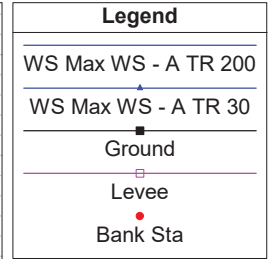 Legend
WS Max WS - A TR 200
WS Max WS - A TR 30
Ground
Levee
Bank Sta